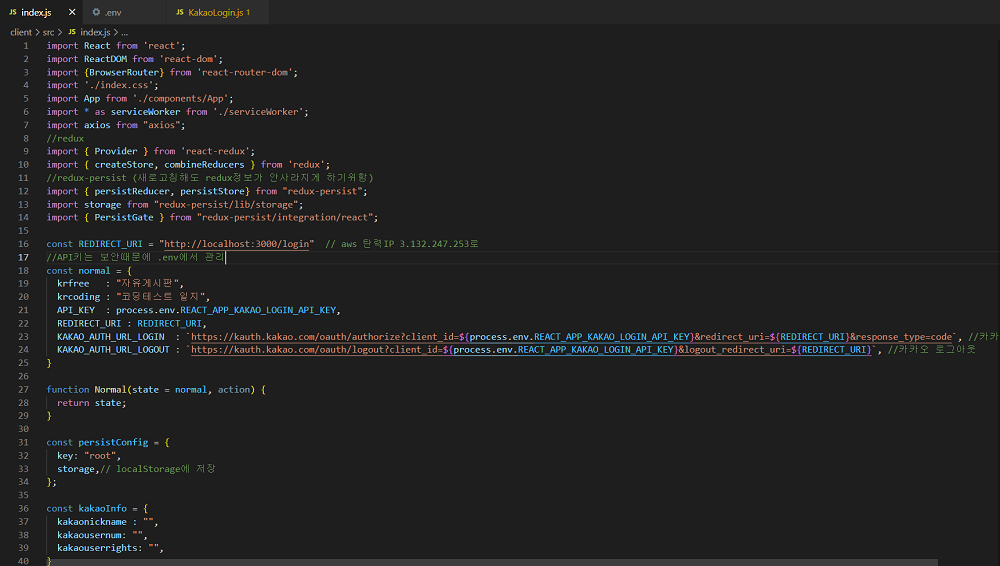 JS index.js ×
.env
JS KakaoLogin.js 1
client > src > JS index.js > ...
1 import React from 'react';
2 import ReactDOM from 'react-dom';
3 import {BrowserRouter} from 'react-router-dom';
4 import './index.css';
5 import App from './components/App';
6 import * as serviceWorker from './serviceWorker';
7 import axios from "axios";
8 //redux
9 import { Provider } from 'react-redux';
10 import { createStore, combineReducers } from 'redux';
11 //redux-persist (새로고침해도 redux정보가 안사라지게 하기위함)
12 import { persistReducer, persistStore} from "redux-persist";
13 import storage from "redux-persist/lib/storage";
14 import { PersistGate } from "redux-persist/integration/react";
15
16 const REDIRECT_URI = "http://localhost:3000/login"  // aws 탄력IP 3.132.247.253로
17 //API키는 보안때문에 .env에서 관리
18 const normal = {
19   krfree   : "자유게시판",
20   krcoding : "코딩테스트 일지",
21   API_KEY  : process.env.REACT_APP_KAKAO_LOGIN_API_KEY,
22   REDIRECT_URI : REDIRECT_URI,
23   KAKAO_AUTH_URL_LOGIN  : `https://kauth.kakao.com/oauth/authorize?client_id=${process.env.REACT_APP_KAKAO_LOGIN_API_KEY}&redirect_uri=${REDIRECT_URI}&response_type=code`, //카카
24   KAKAO_AUTH_URL_LOGOUT : `https://kauth.kakao.com/oauth/logout?client_id=${process.env.REACT_APP_KAKAO_LOGIN_API_KEY}&logout_redirect_uri=${REDIRECT_URI}`, //카카오 로그아웃
25 }
26
27 function Normal(state = normal, action) {
28   return state;
29 }
30
31 const persistConfig = {
32   key: "root",
33   storage,// localStorage에 저장
34 };
35
36 const kakaoInfo = {
37   kakaonickname : "",
38   kakaousernum: "",
39   kakaouserrights: "",
40 }